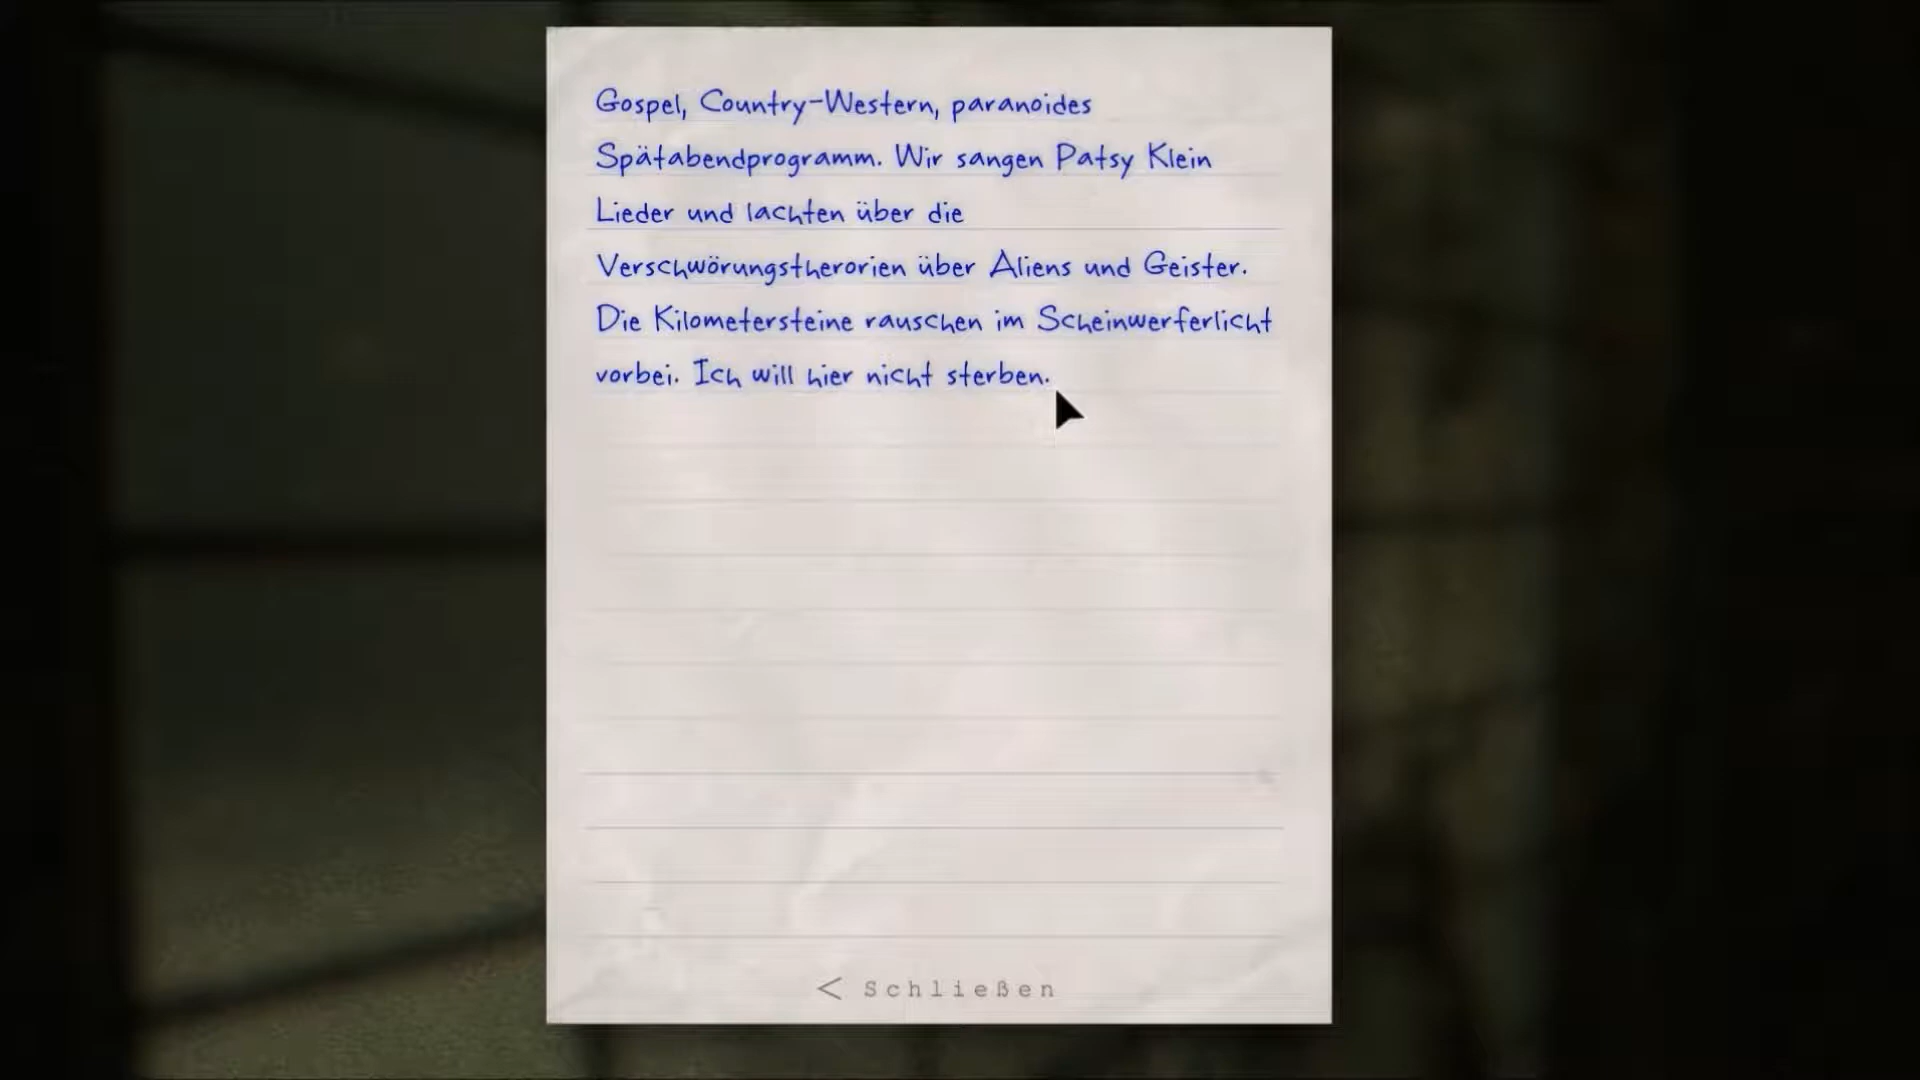 Gospel, Country-Western, paranoides
Spätabendprogramm. Wir sangen Patsy Klein
Lieder und lachten über die
Verschwörungstherorien über Aliens und Geister.
Die Kilometersteine rauschen im Scheinwerferlicht
vorbei. Ich will hier nicht sterben.
< Schließen